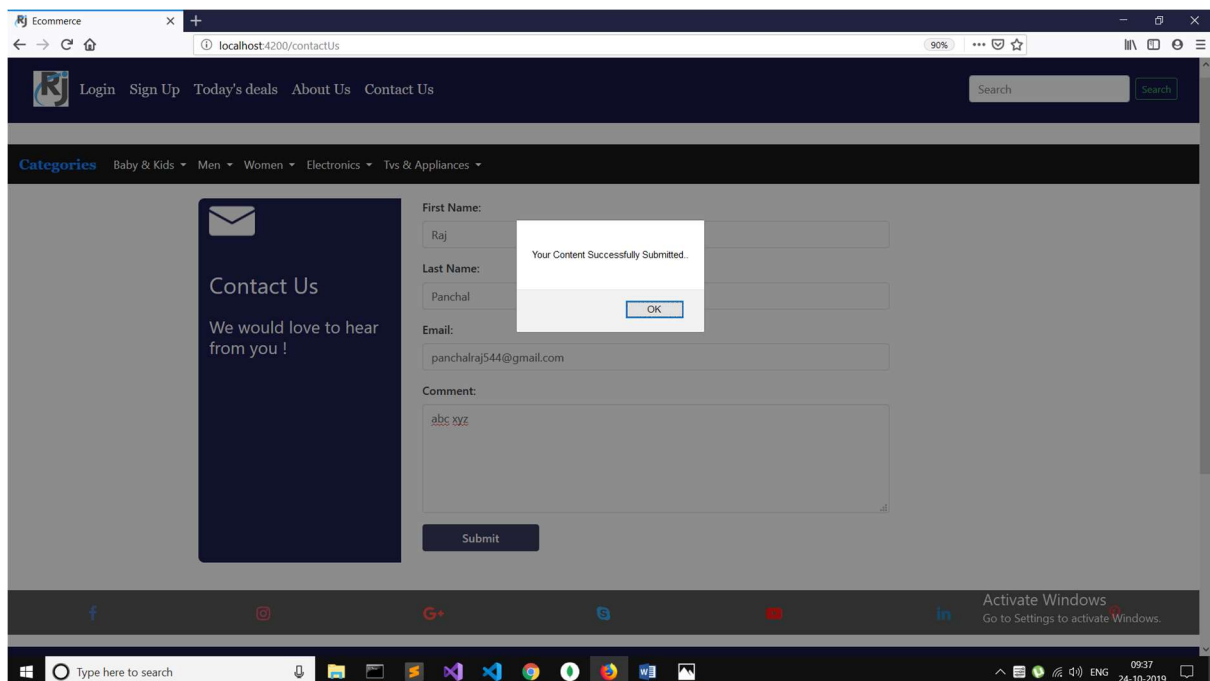 Rj Ecommerce
localhost:4200/contactUs
90%
Rj Login Sign Up Today's deals About Us Contact Us Search Search
Categories Baby & Kids Men Women Electronics Tvs & Appliances
First Name:
Raj
Your Content Successfully Submitted..
OK
Last Name:
Panchal
Contact Us
We would love to hear
from you !
Email:
panchalraj544@gmail.com
Comment:
abc xyz
Submit
Activate Windows
Go to Settings to activate Windows.
Type here to search
ENG
09:37
24-10-2019